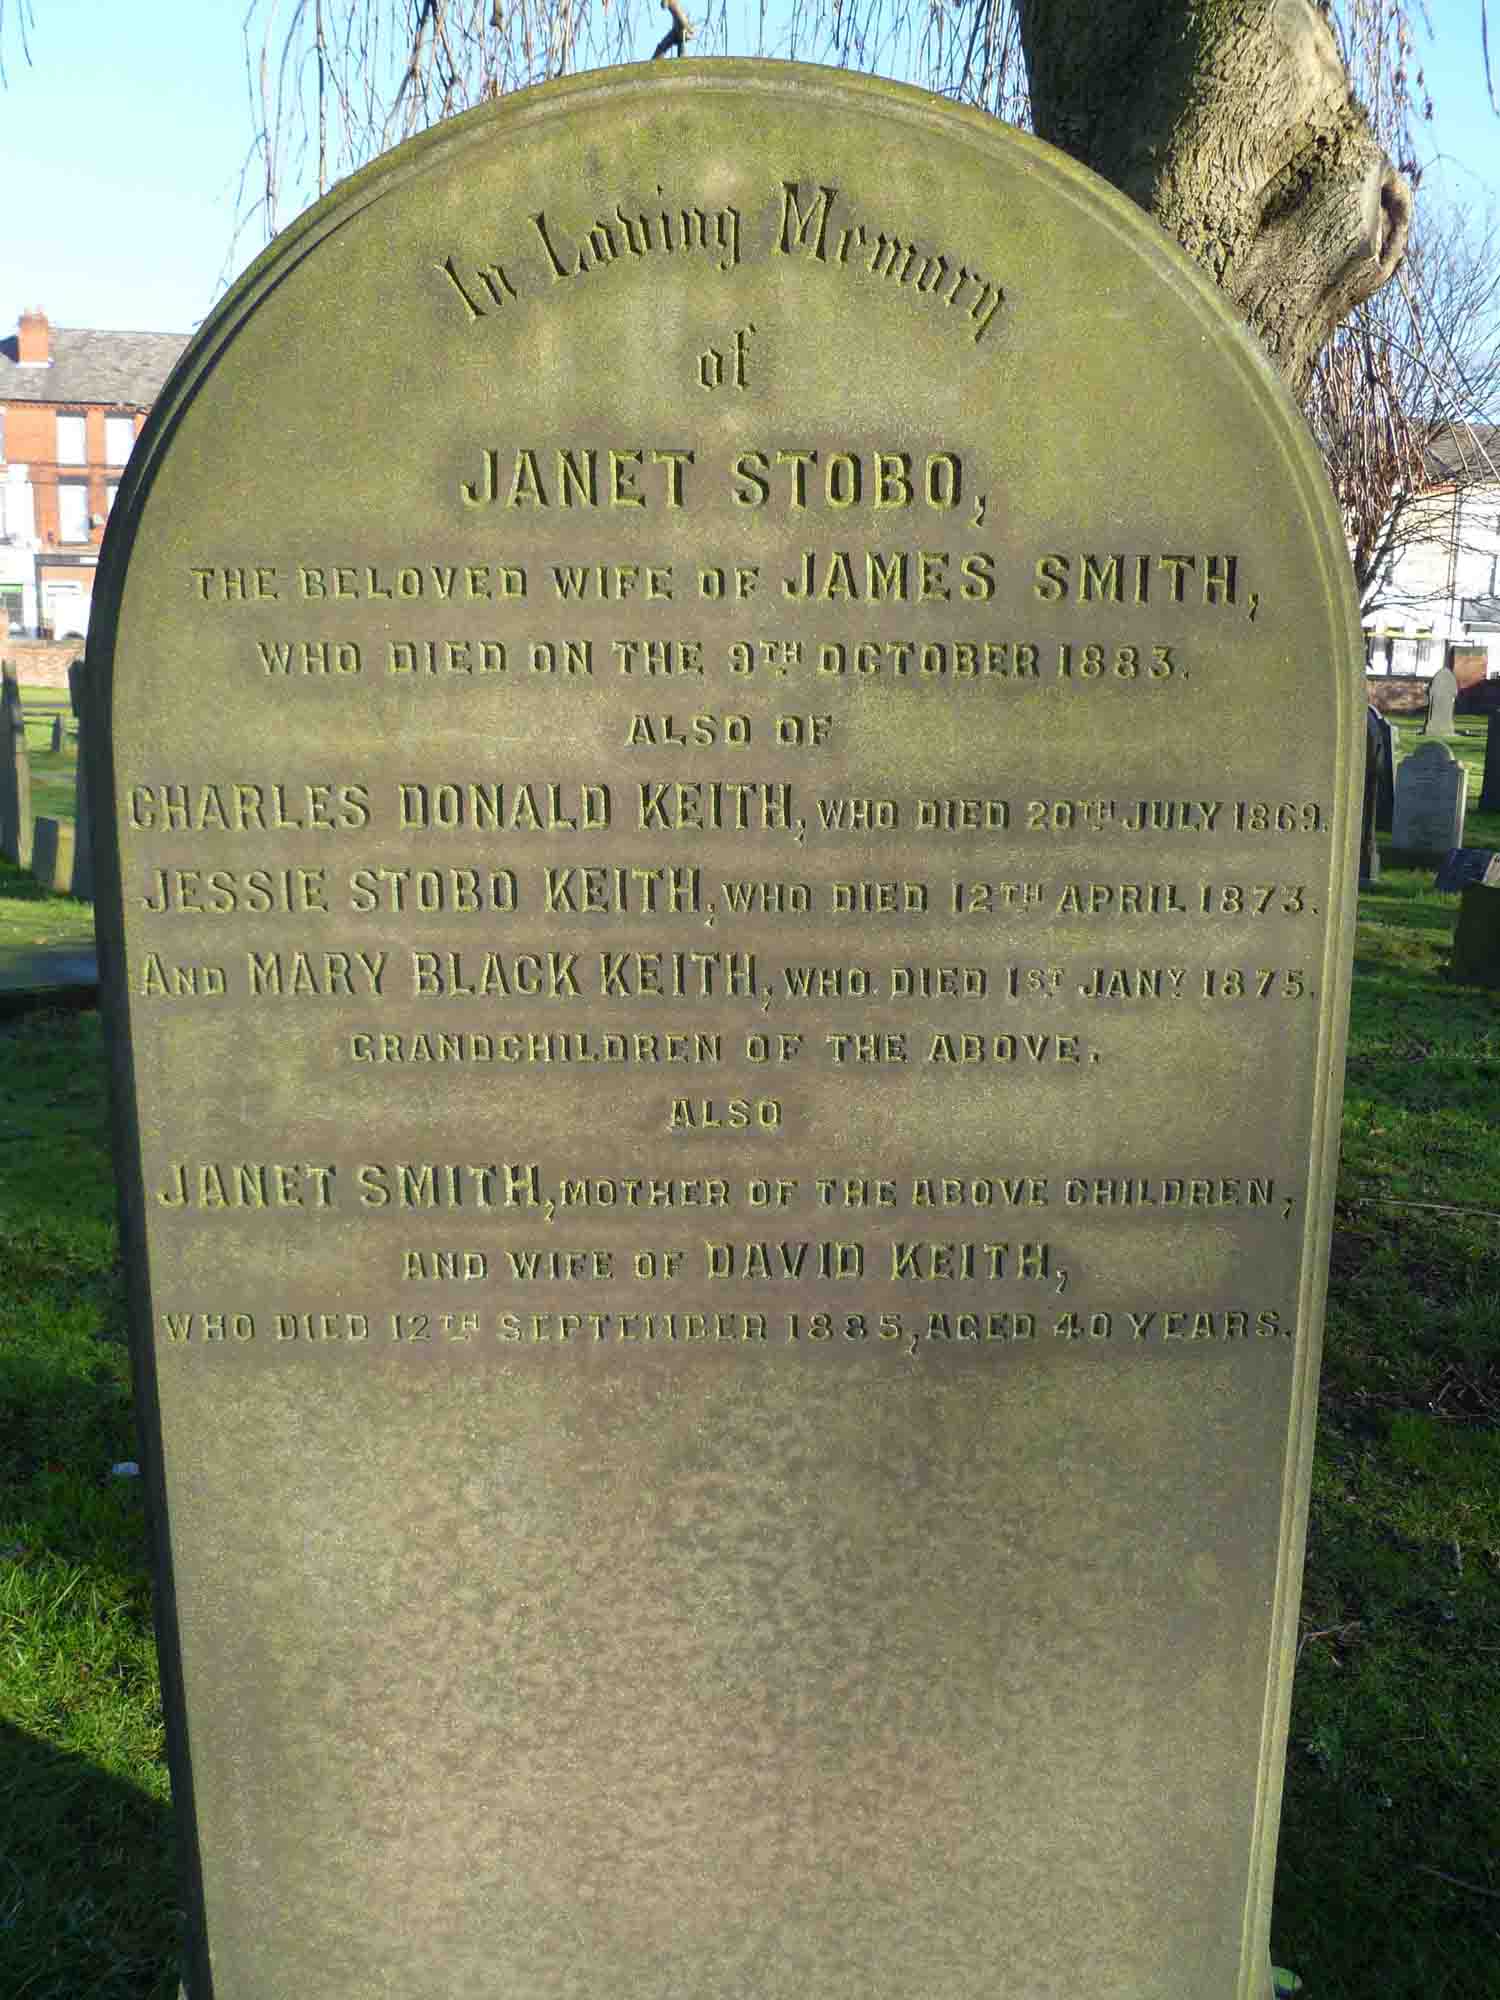 In Loving Memory
of
JANET STOBO,
THE BELOVED WIFE OF JAMES SMITH,
WHO DIED ON THE 9TH OCTOBER 1883.
ALSO OF
CHARLES DONALD KEITH, WHO DIED 20TH JULY 1869.
JESSIE STOBO KEITH, WHO DIED 12TH APRIL 1873.
AND MARY BLACK KEITH, WHO DIED 1ST JANY 1875.
GRANDCHILDREN OF THE ABOVE.
ALSO
JANET SMITH, MOTHER OF THE ABOVE CHILDREN,
AND WIFE OF DAVID KEITH,
WHO DIED 12TH SEPTEMBER 1885, AGED 40 YEARS.